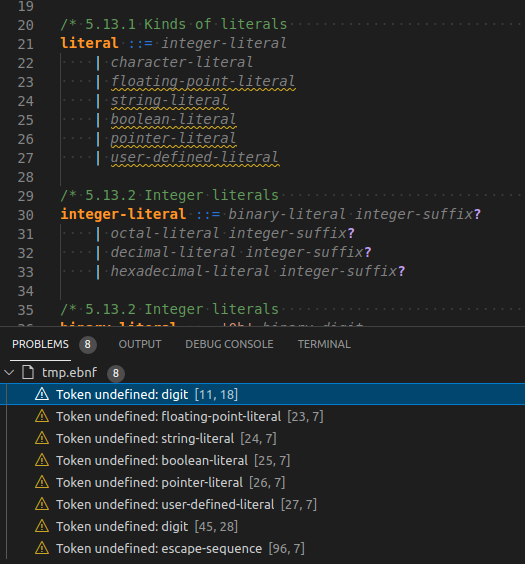 19
20 /* 5.13.1 Kinds of literals
21 literal ::= integer-literal
22 | character-literal
23 | floating-point-literal
24 | string-literal
25 | boolean-literal
26 | pointer-literal
27 | user-defined-literal
28
29 /* 5.13.2 Integer literals
30 integer-literal ::= binary-literal integer-suffix?
31 | octal-literal integer-suffix?
32 | decimal-literal integer-suffix?
33 | hexadecimal-literal integer-suffix?
34
35 /* 5.13.2 Integer literals
PROBLEMS 8 OUTPUT DEBUG CONSOLE TERMINAL
tmp.ebnf 8
Token undefined: digit [11, 18]
Token undefined: floating-point-literal [23, 7]
Token undefined: string-literal [24, 7]
Token undefined: boolean-literal [25, 7]
Token undefined: pointer-literal [26, 7]
Token undefined: user-defined-literal [27, 7]
Token undefined: digit [45, 28]
Token undefined: escape-sequence [96, 7]